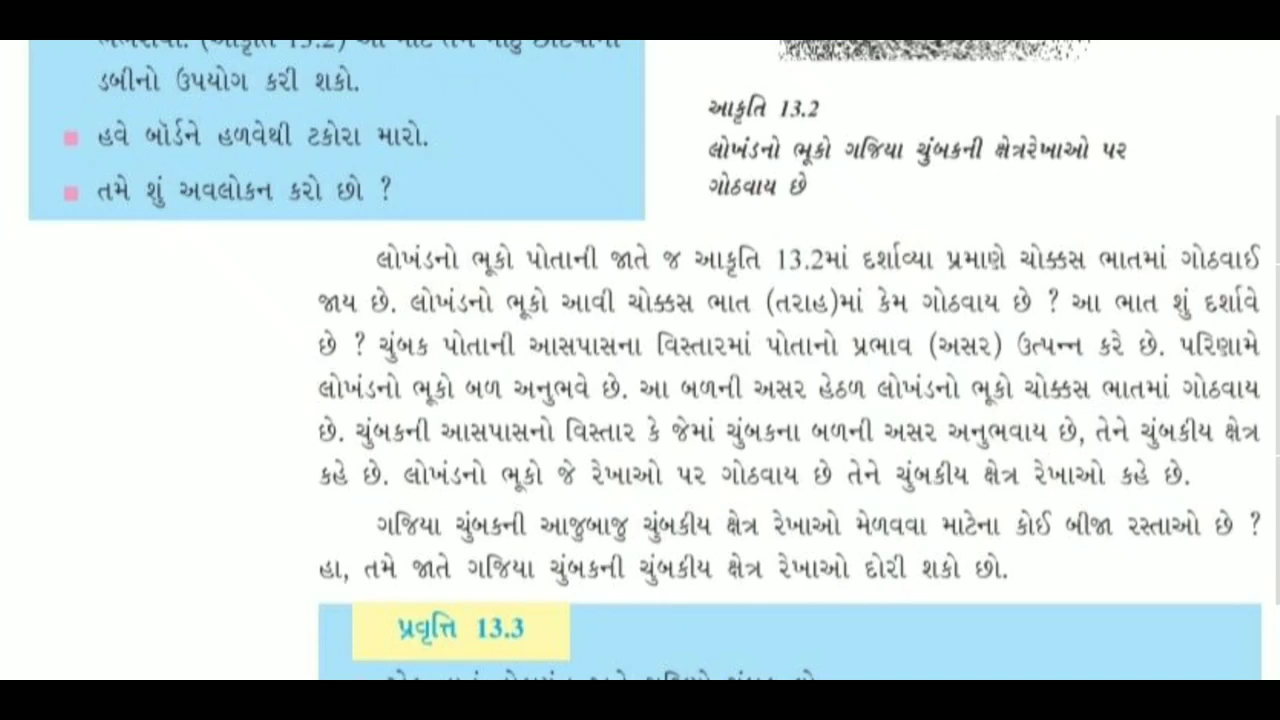 ડબીનો ઉપયોગ કરી શકો.
હવે બૉર્ડને હળવેથી ટકોરા મારો.
તમે શું અવલોકન કરો છો ?
આકૃતિ 13.2
લોખંડનો ભૂકો ગજિયા ચુંબકની ક્ષેત્રરેખાઓ પર
ગોઠવાય છે
લોખંડનો ભૂકો પોતાની જાતે જ આકૃતિ 13.2માં દર્શાવ્યા પ્રમાણે ચોક્કસ ભાતમાં ગોઠવાઈ
જાય છે. લોખંડનો ભૂકો આવી ચોક્કસ ભાત (તરાહ)માં કેમ ગોઠવાય છે ? આ ભાત શું દર્શાવે
છે ? ચુંબક પોતાની આસપાસના વિસ્તારમાં પોતાનો પ્રભાવ (અસર) ઉત્પન્ન કરે છે. પરિણામે
લોખંડનો ભૂકો બળ અનુભવે છે. આ બળની અસર હેઠળ લોખંડનો ભૂકો ચોક્કસ ભાતમાં ગોઠવાય
છે. ચુંબકની આસપાસનો વિસ્તાર કે જેમાં ચુંબકના બળની અસર અનુભવાય છે, તેને ચુંબકીય ક્ષેત્ર
કહે છે. લોખંડનો ભૂકો જે રેખાઓ પર ગોઠવાય છે તેને ચુંબકીય ક્ષેત્ર રેખાઓ કહે છે.
ગજિયા ચુંબકની આજુબાજુ ચુંબકીય ક્ષેત્ર રેખાઓ મેળવવા માટેના કોઈ બીજા રસ્તાઓ છે ?
હા, તમે જાતે ગજિયા ચુંબકની ચુંબકીય ક્ષેત્ર રેખાઓ દોરી શકો છો.
પ્રવૃત્તિ 13.3